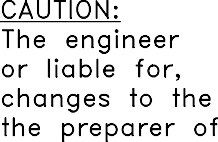 CAUTION:
The engineer
or liable for,
changes to the
the preparer of